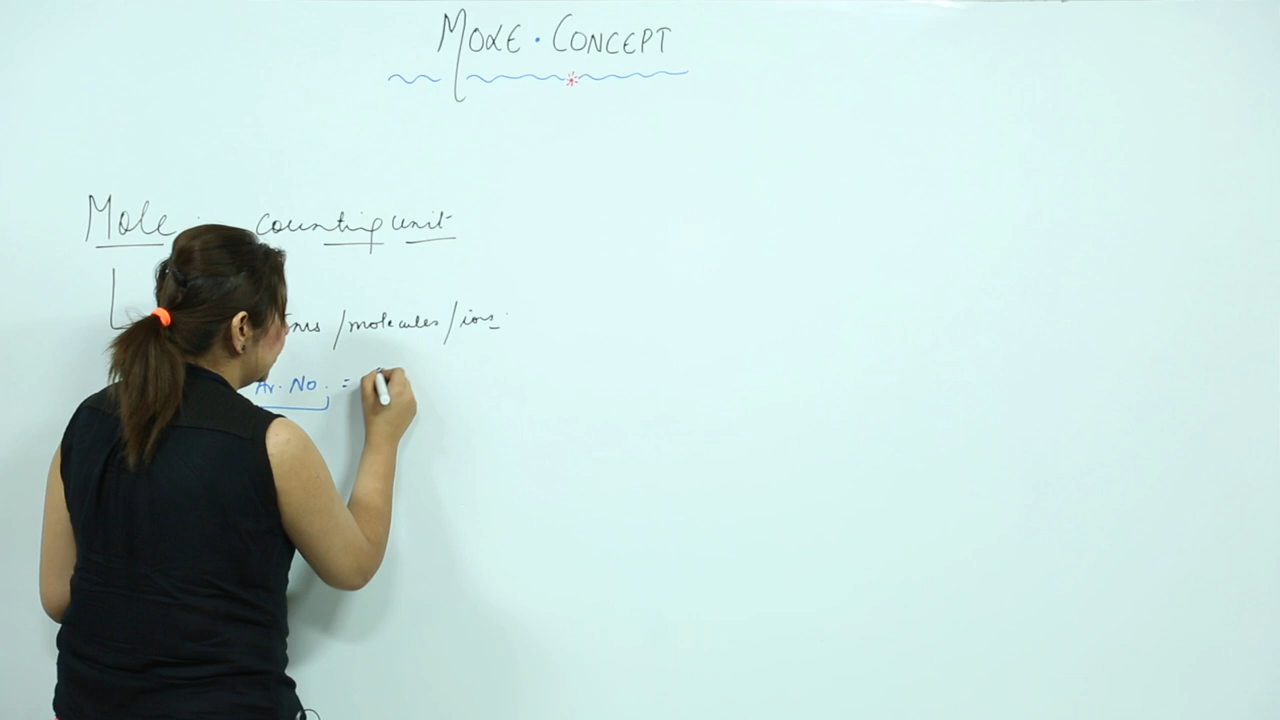 MOLE · CONCEPT
Mole counting unit
/molecules/ions
Av. No. =